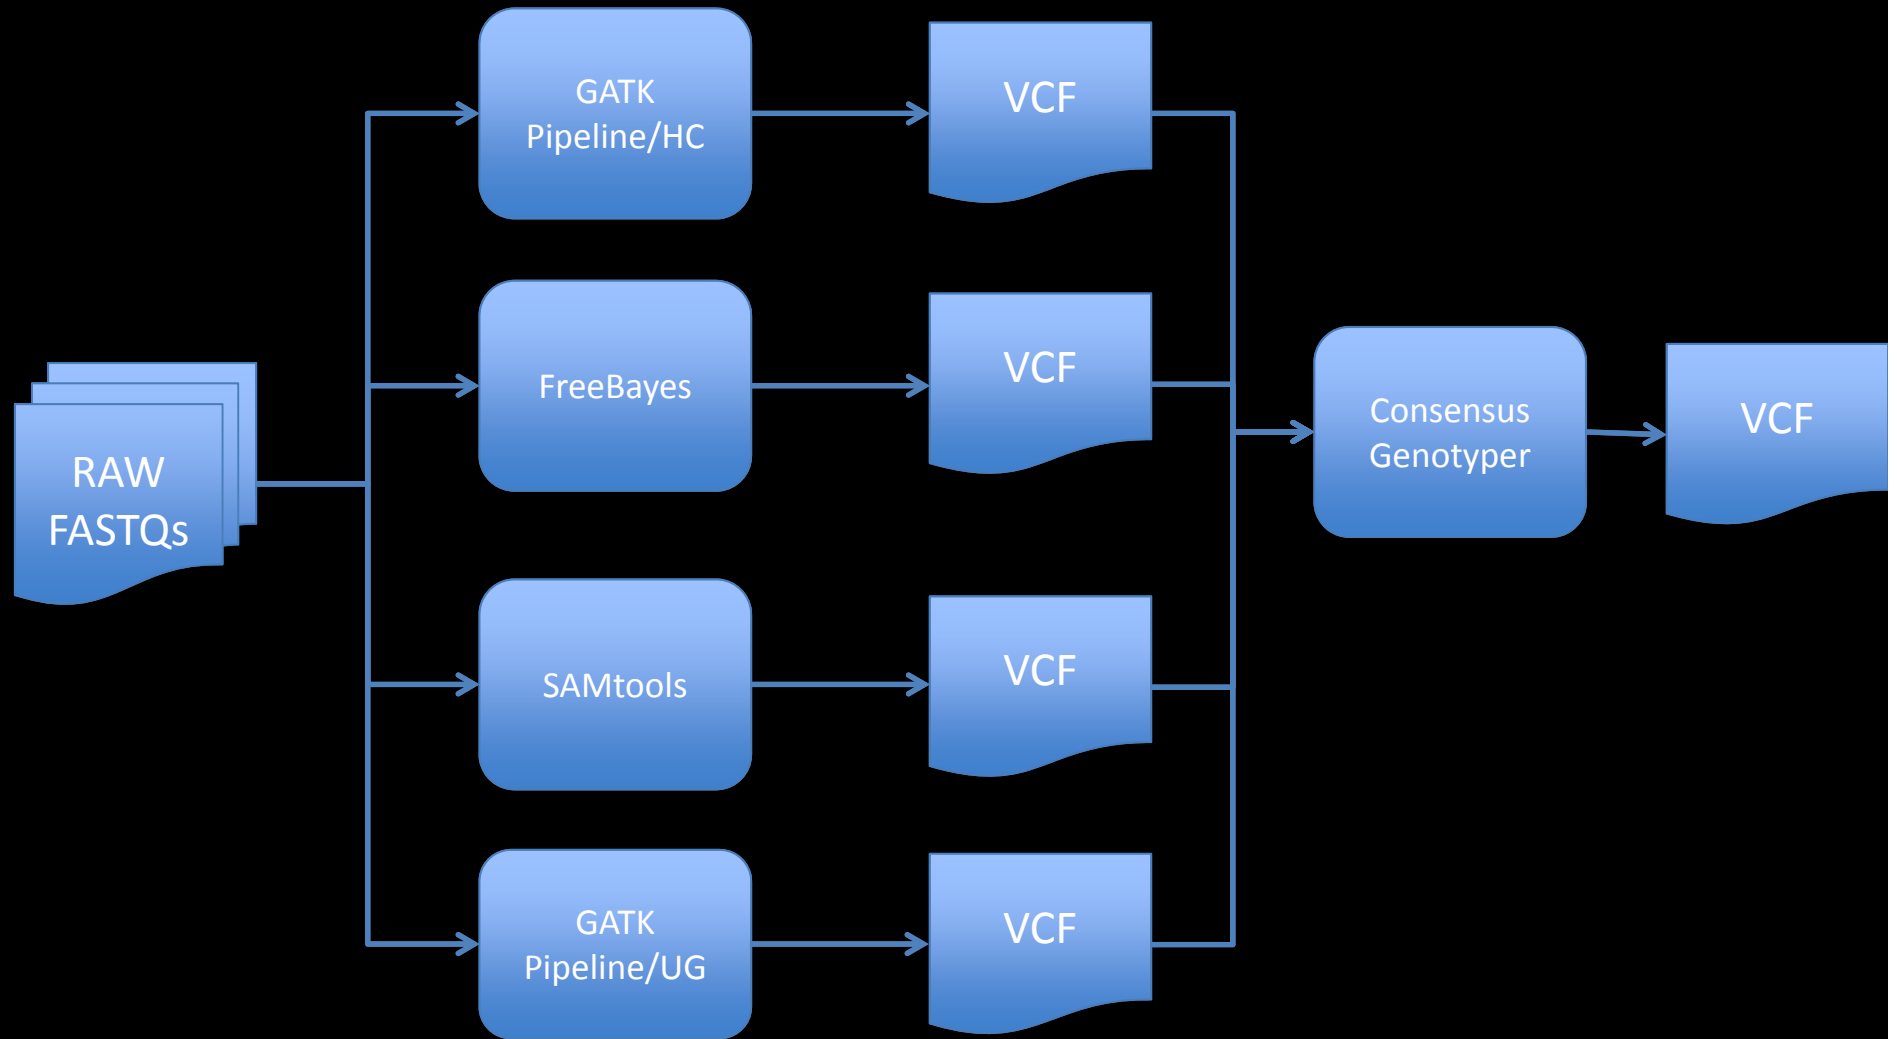 RAW
FASTQs
GATK
Pipeline/HC
VCF
FreeBayes
VCF
SAMtools
VCF
GATK
Pipeline/UG
VCF
Consensus
Genotyper
VCF